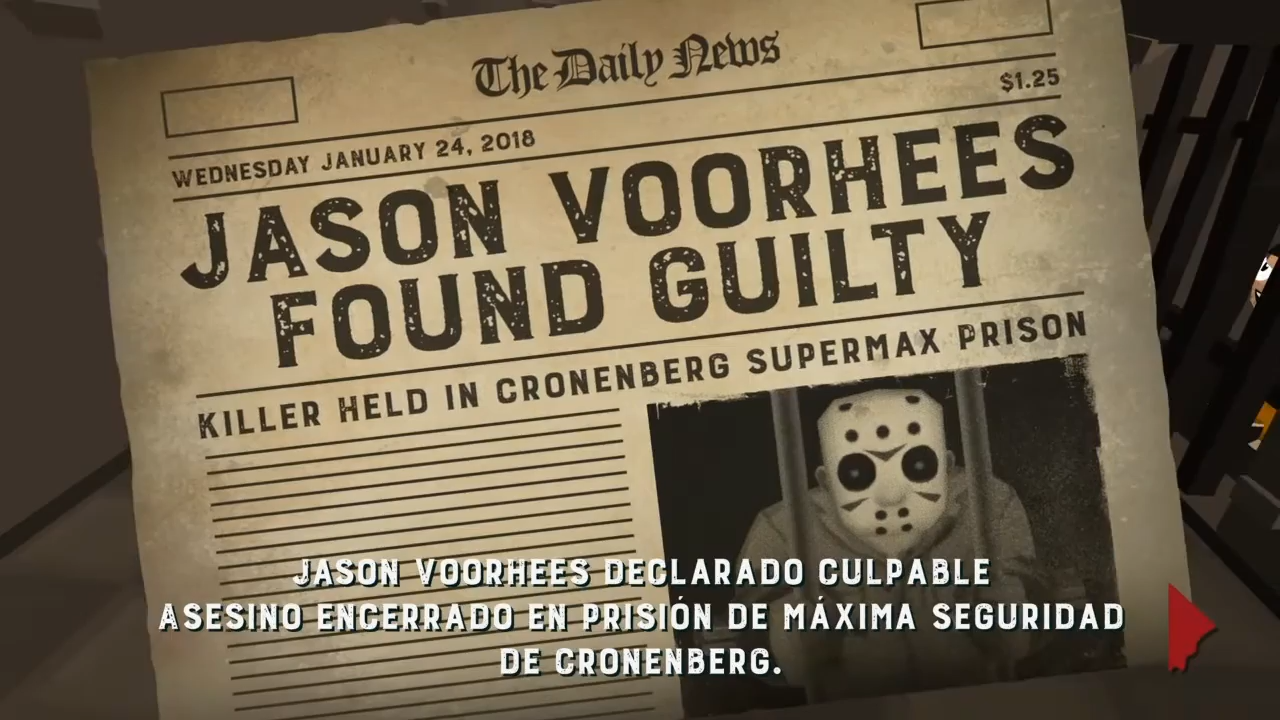 The Daily News
$1.25
WEDNESDAY JANUARY 24, 2018
JASON VOORHEES
FOUND GUILTY
KILLER HELD IN CRONENBERG SUPERMAX PRISON
JASON VOORHEES DECLARADO CULPABLE
ASESINO ENCERRADO EN PRISIÓN DE MÁXIMA SEGURIDAD
DE CRONENBERG.